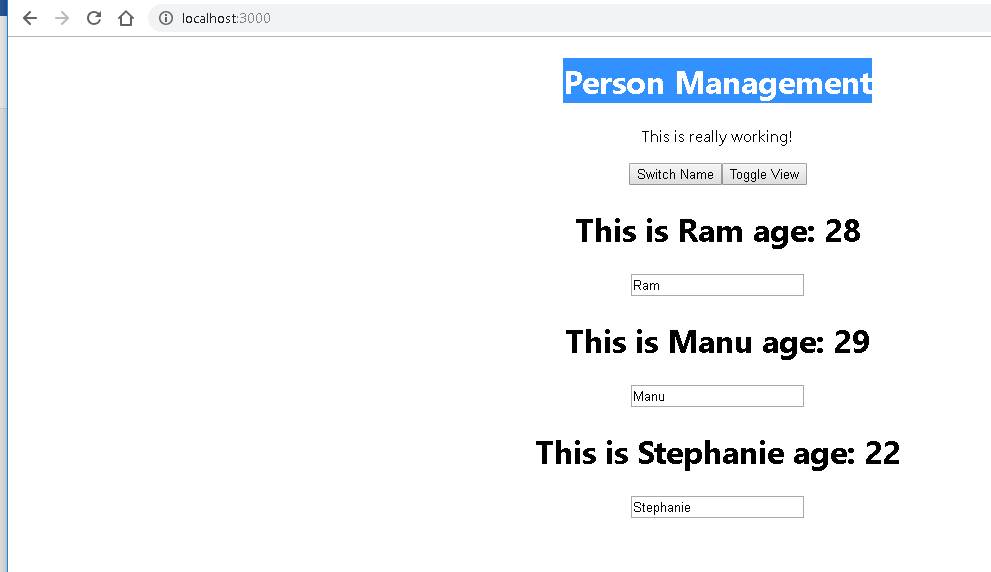 localhost:3000
Person Management
This is really working!
Switch Name Toggle View
This is Ram age: 28
Ram
This is Manu age: 29
Manu
This is Stephanie age: 22
Stephanie